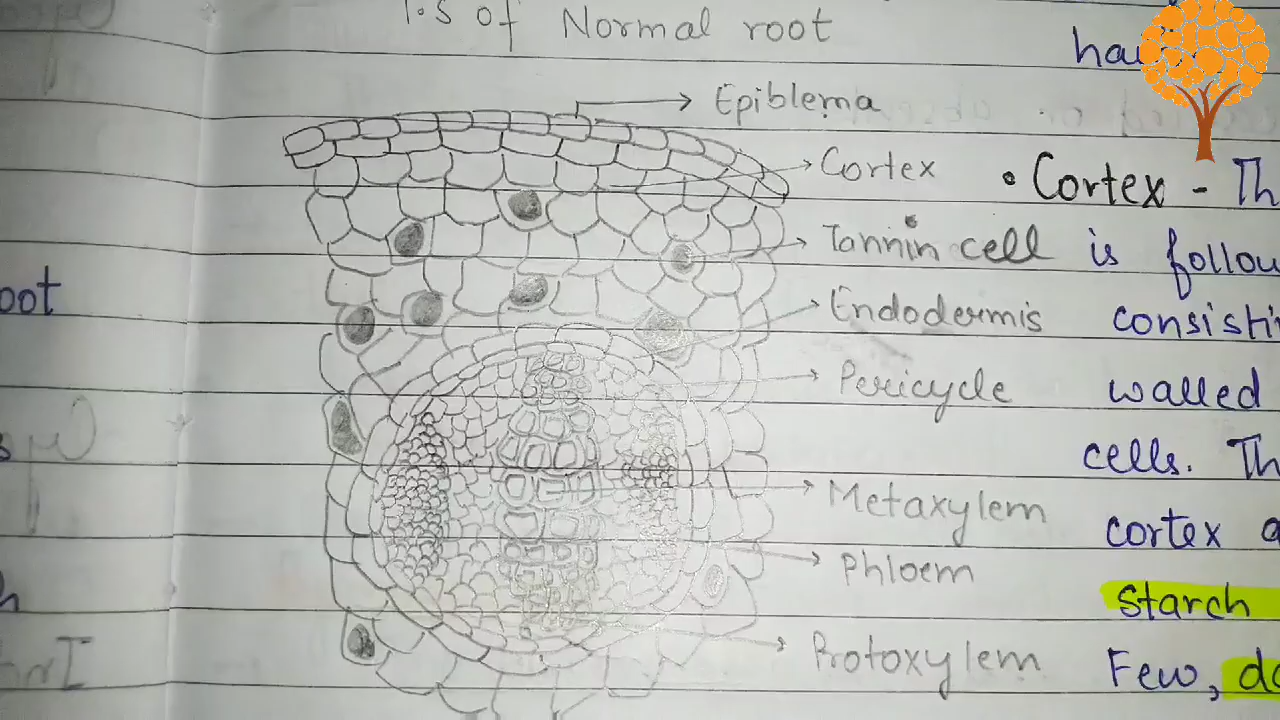 T.S of Normal root
Epiblema
Cortex
Tannin cell
Endodermis
Pericycle
Metaxylem
Phloem
Protoxylem
• Cortex - Th
is follow
consisti
walled
cells. Th
cortex a
Starch
Few, do
oot